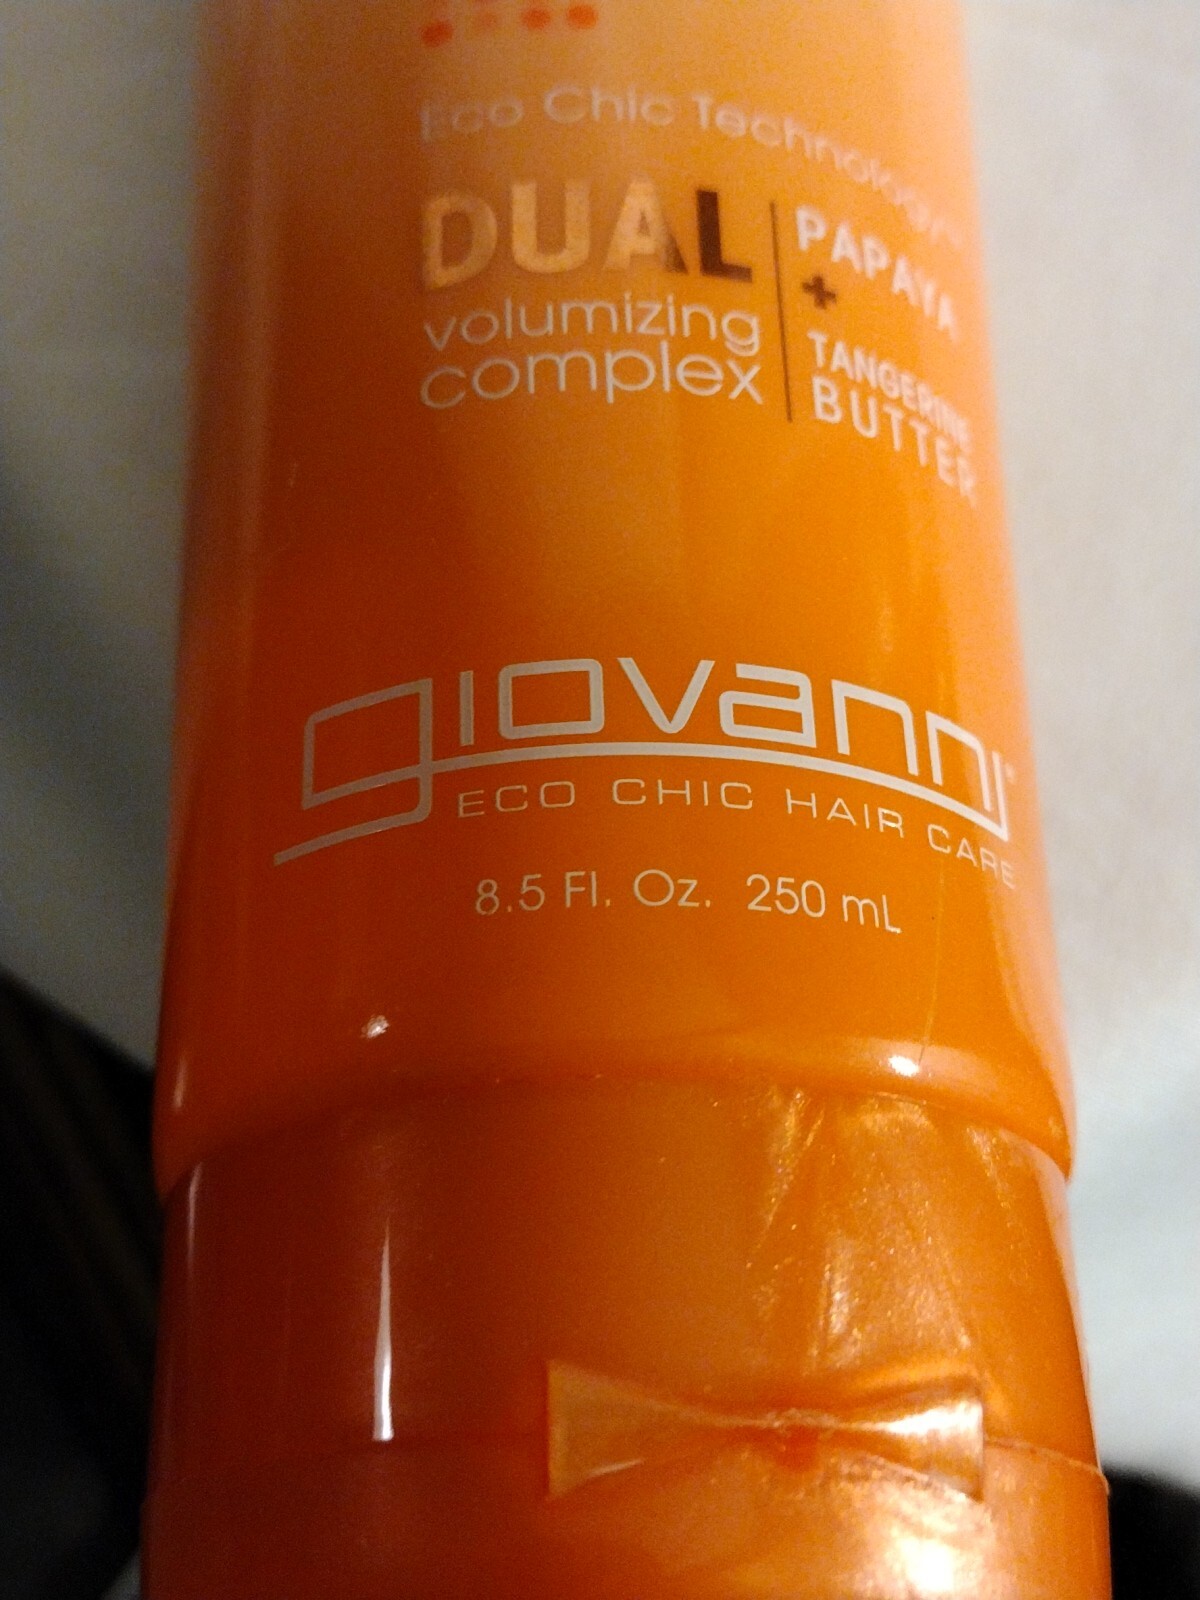 Eco Chic Technology™
DUAL
volumizing
complex
PAPAYA
+
TANGERINE
BUTTER
giovanni®
ECO CHIC HAIR CARE
8.5 Fl. Oz. 250 mL